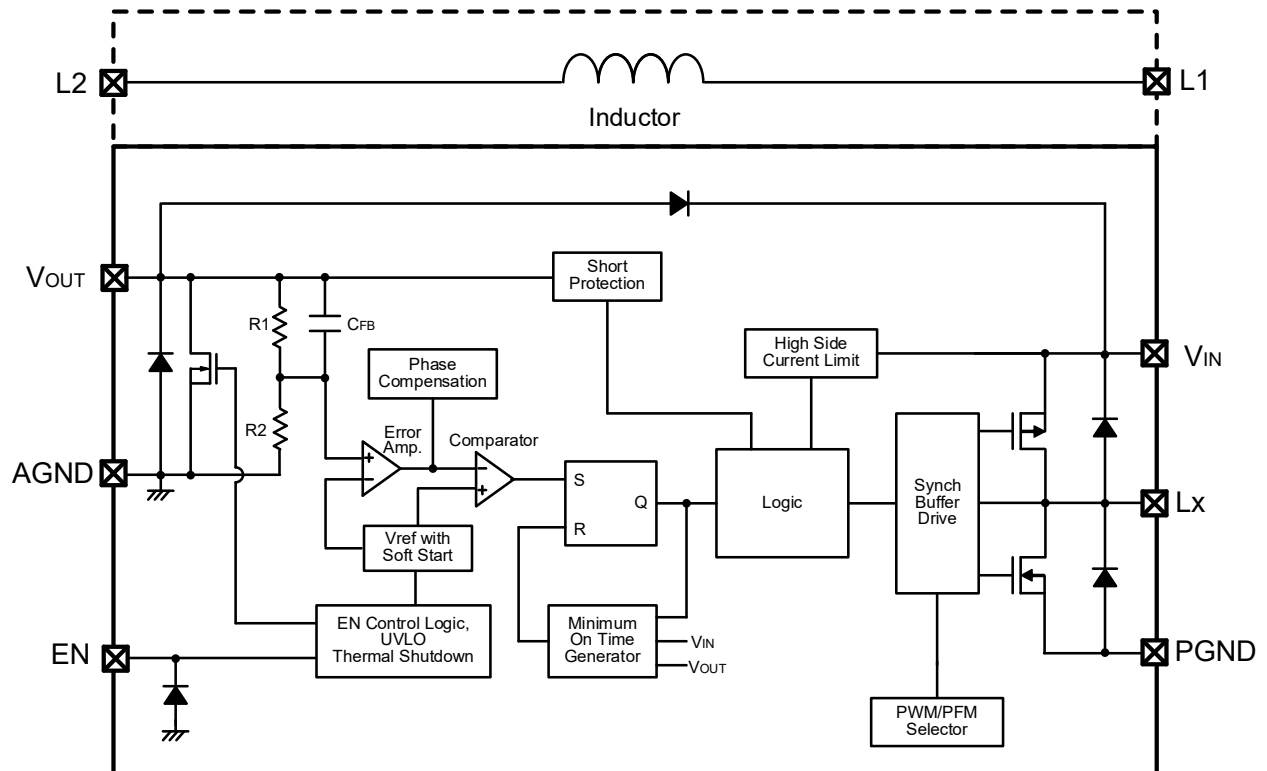 L2
L1
Inductor
VOUT
Short
Protection
R1
CFB
High Side
Current Limit
VIN
Phase
Compensation
R2
Error
Amp.
Comparator
+
−
−
+
AGND
S
Q
R
Logic
Synch
Buffer
Drive
Lx
Vref with
Soft Start
EN Control Logic,
UVLO
Thermal Shutdown
Minimum
On Time
Generator
VIN
VOUT
EN
PGND
PWM/PFM
Selector